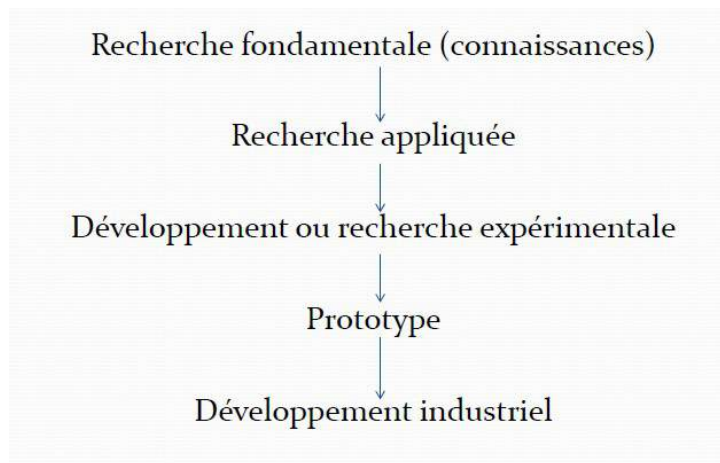 Recherche fondamentale (connaissances)
Recherche appliquée
Développement ou recherche expérimentale
Prototype
Développement industriel